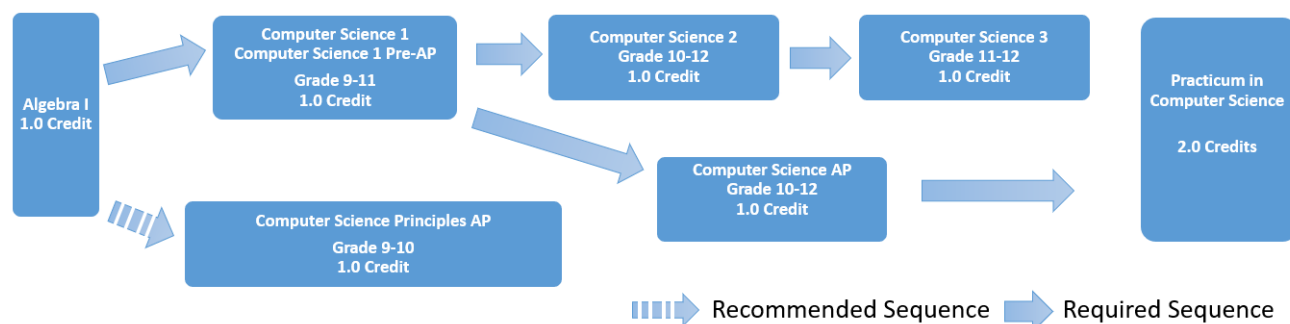 Algebra I
1.0 Credit
Computer Science 1
Computer Science 1 Pre-AP
Grade 9-11
1.0 Credit
Computer Science 2
Grade 10-12
1.0 Credit
Computer Science 3
Grade 11-12
1.0 Credit
Practicum in
Computer Science
2.0 Credits
Computer Science AP
Grade 10-12
1.0 Credit
Computer Science Principles AP
Grade 9-10
1.0 Credit
Recommended Sequence
Required Sequence